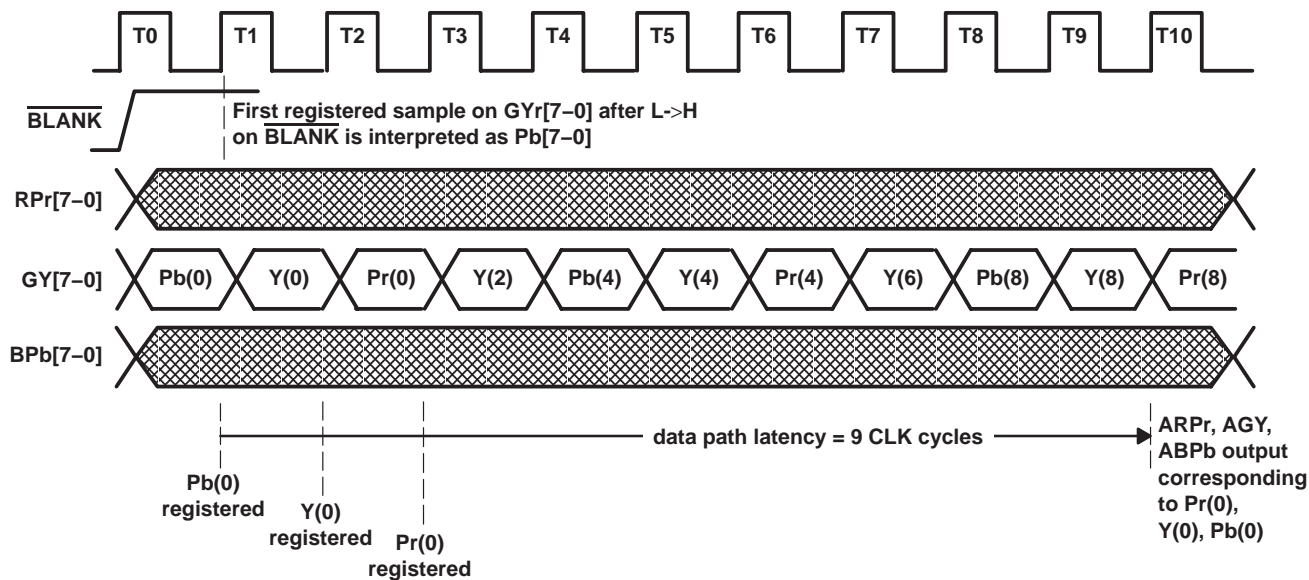 T0 T1 T2 T3 T4 T5 T6 T7 T8 T9 T10
BLANK
First registered sample on GYr[7–0] after L->H
on BLANK is interpreted as Pb[7–0]
RPr[7–0]
GY[7–0] Pb(0) Y(0) Pr(0) Y(2) Pb(4) Y(4) Pr(4) Y(6) Pb(8) Y(8) Pr(8)
BPb[7–0]
data path latency = 9 CLK cycles
ARPr, AGY,
ABPb output
corresponding
to Pr(0),
Y(0), Pb(0)
Pb(0)
registered
Y(0)
registered
Pr(0)
registered